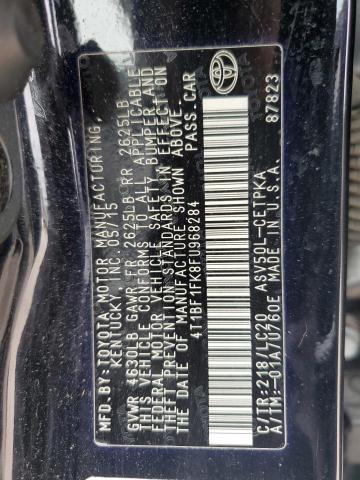 MFD.BY:TOYOTA MOTOR MANUFACTURING,
KENTUCKY, INC. 05/15
GVWR 4630LB GAWR FR 2625LB RR 2625LB
THIS VEHICLE CONFORMS TO ALL APPLICABLE
FEDERAL MOTOR VEHICLE SAFETY BUMPER,AND
THEFT PREVENTION STANDARDS IN EFFECT ON
THE DATE OF MANUFACTURE SHOWN ABOVE.
4T1BF1FK8FU968284 PASS.CAR
C/TR:218/LC20 ASV50L-CETPKA
A/TM:-01A/U760E MADE IN U.S.A. 87823
TOYOTA